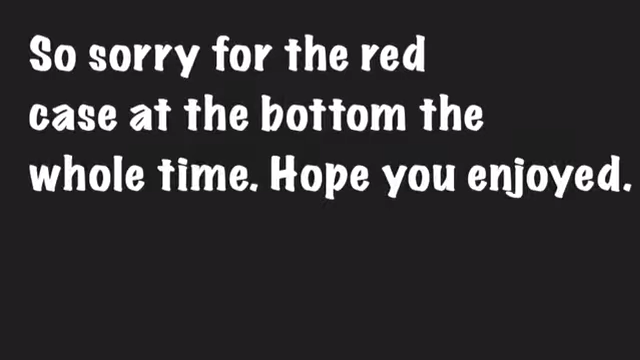 So sorry for the red
case at the bottom the
whole time. Hope you enjoyed.